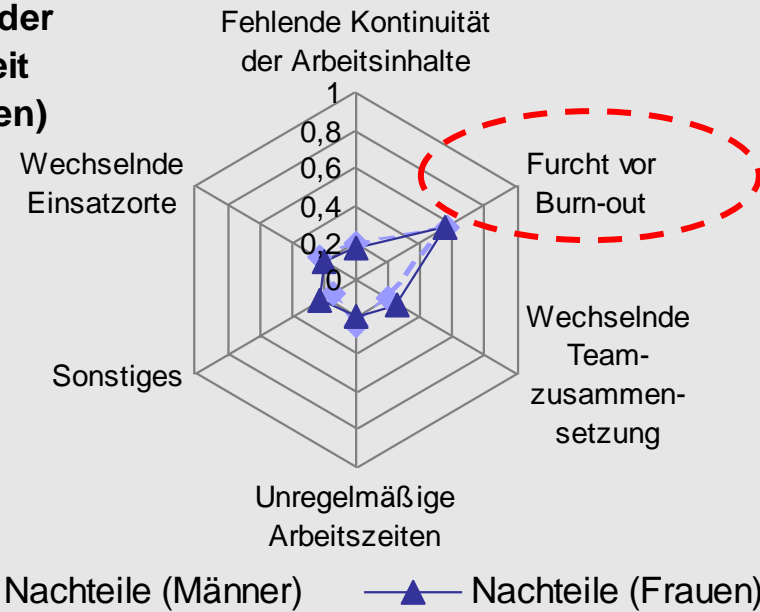 der
eit
en)
Fehlende Kontinuität
der Arbeitsinhalte
1
0,8
0,6
0,4
0,2
0
Furcht vor
Burn-out
Wechselnde
Team-
zusammen-
setzung
Unregelmäßige
Arbeitszeiten
Sonstiges
Wechselnde
Einsatzorte
Nachteile (Männer)
Nachteile (Frauen)